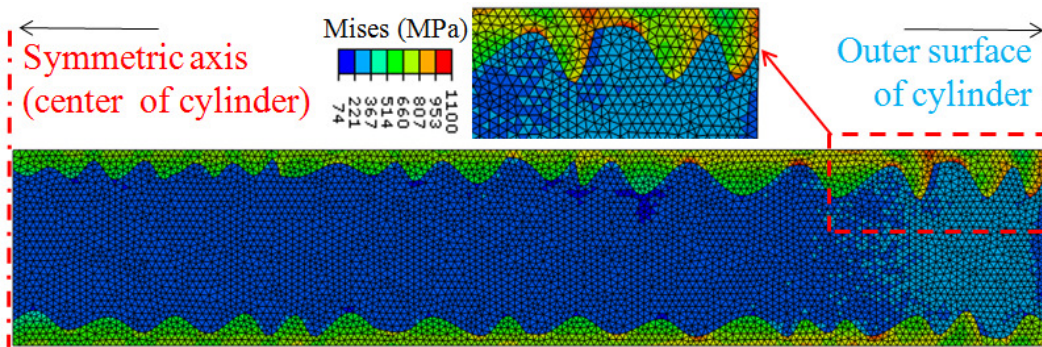 Mises (MPa)
Symmetric axis
(center of cylinder)
Outer surface
of cylinder
1100
953
807
660
514
367
221
74